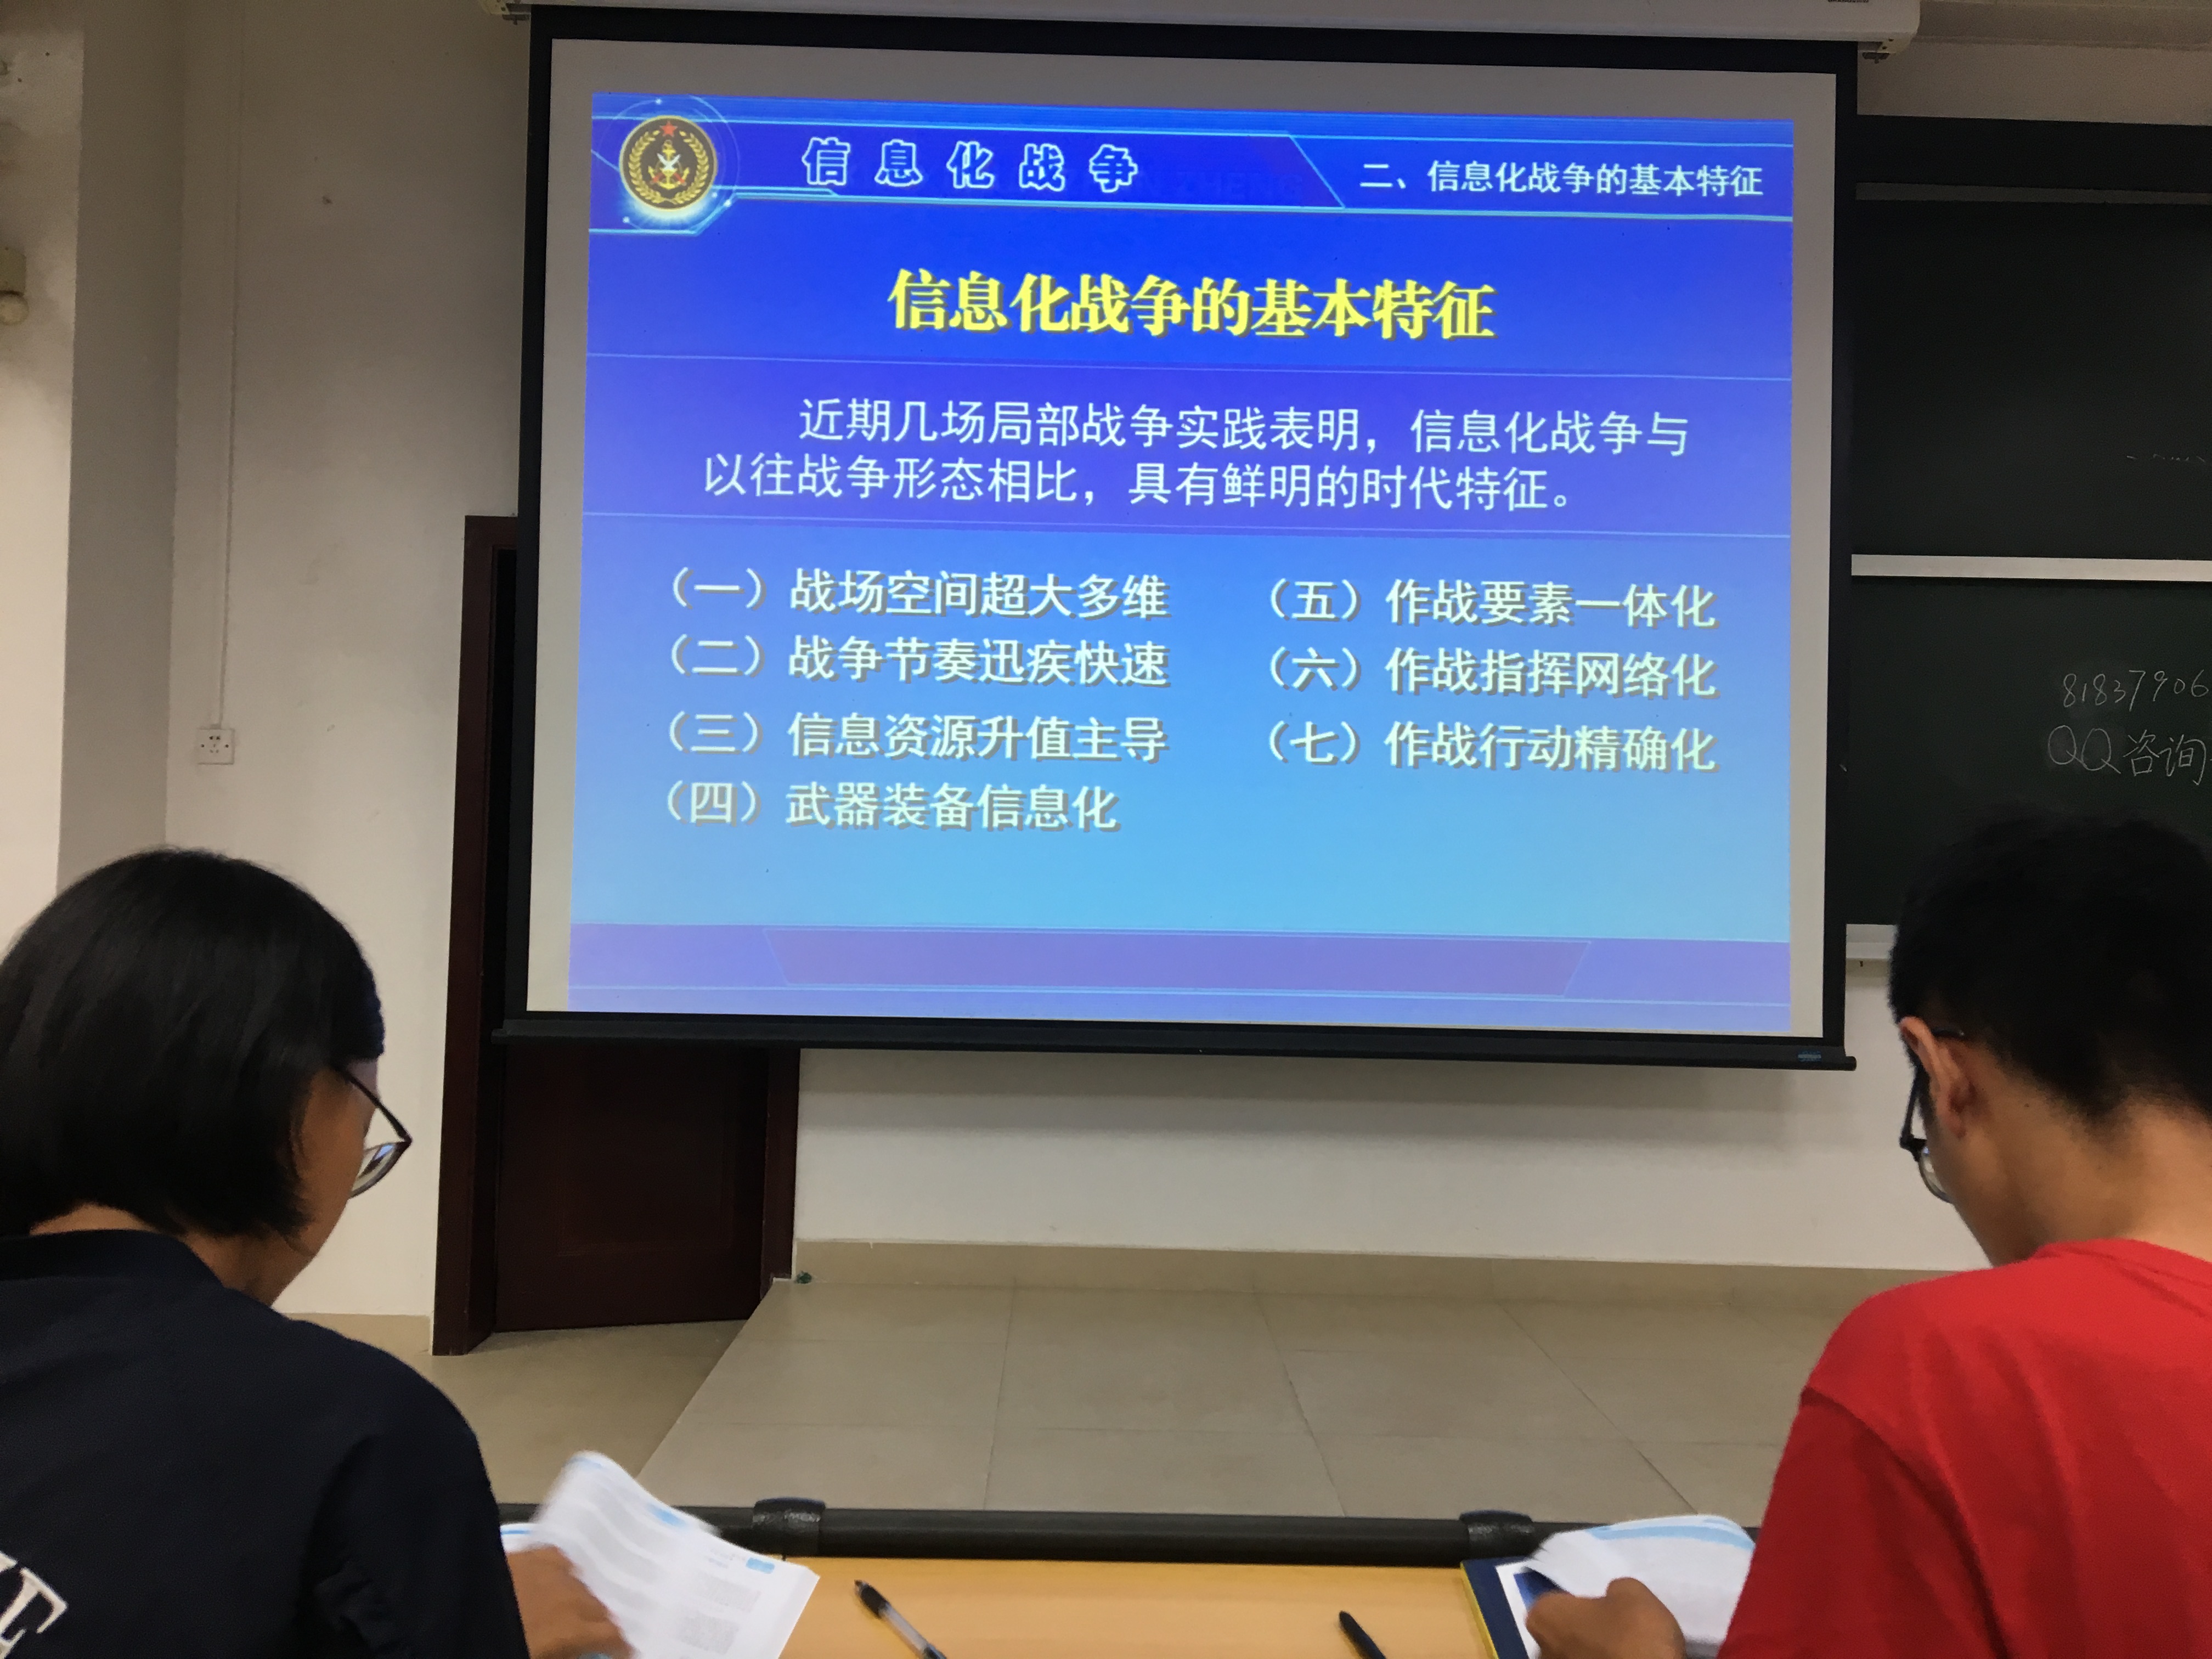 信息化战争
二、信息化战争的基本特征
信息化战争的基本特征
近期几场局部战争实践表明，信息化战争与
以往战争形态相比，具有鲜明的时代特征。
（一）战场空间超大多维
（二）战争节奏迅疾快速
（三）信息资源升值主导
（四）武器装备信息化
（五）作战要素一体化
（六）作战指挥网络化
（七）作战行动精确化
81837906
QQ咨询